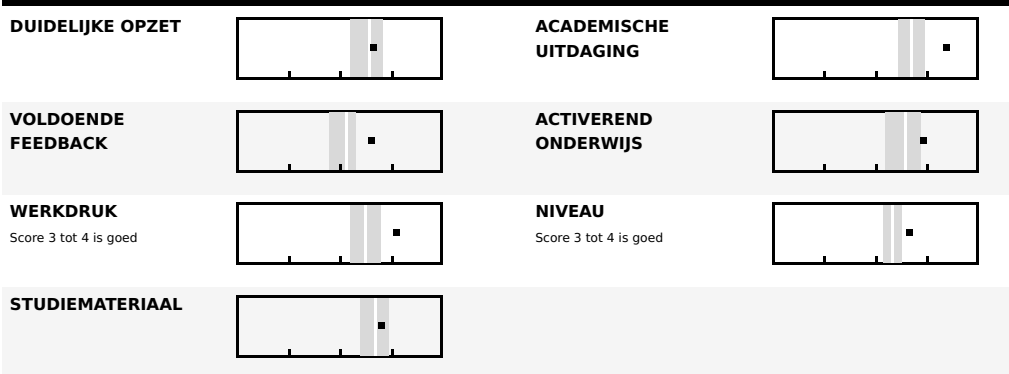 DUIDELIJKE OPZET
ACADEMISCHE
UITDAGING
VOLDOENDE
FEEDBACK
ACTIVEREND
ONDERWIJS
WERKDRUK
Score 3 tot 4 is goed
NIVEAU
Score 3 tot 4 is goed
STUDIEMATERIAAL